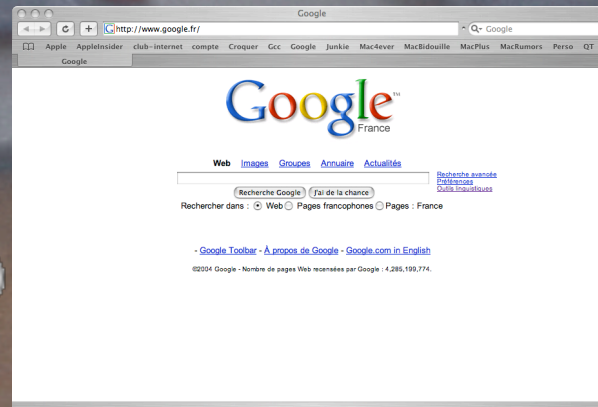 Google
http://www.google.fr/
Google
Apple AppleInsider club-internet compte Croquer Gcc Google Junkie Mac4ever MacBidouille MacPlus MacRumors Perso QT
Google
Google™
France
Web Images Groupes Annuaire Actualités
Recherche avancée
Préférences
Outils linguistiques
Recherche Google J'ai de la chance
Rechercher dans : Web Pages francophones Pages : France
- Google Toolbar - À propos de Google - Google.com in English
©2004 Google - Nombre de pages Web recensées par Google : 4,285,199,774.